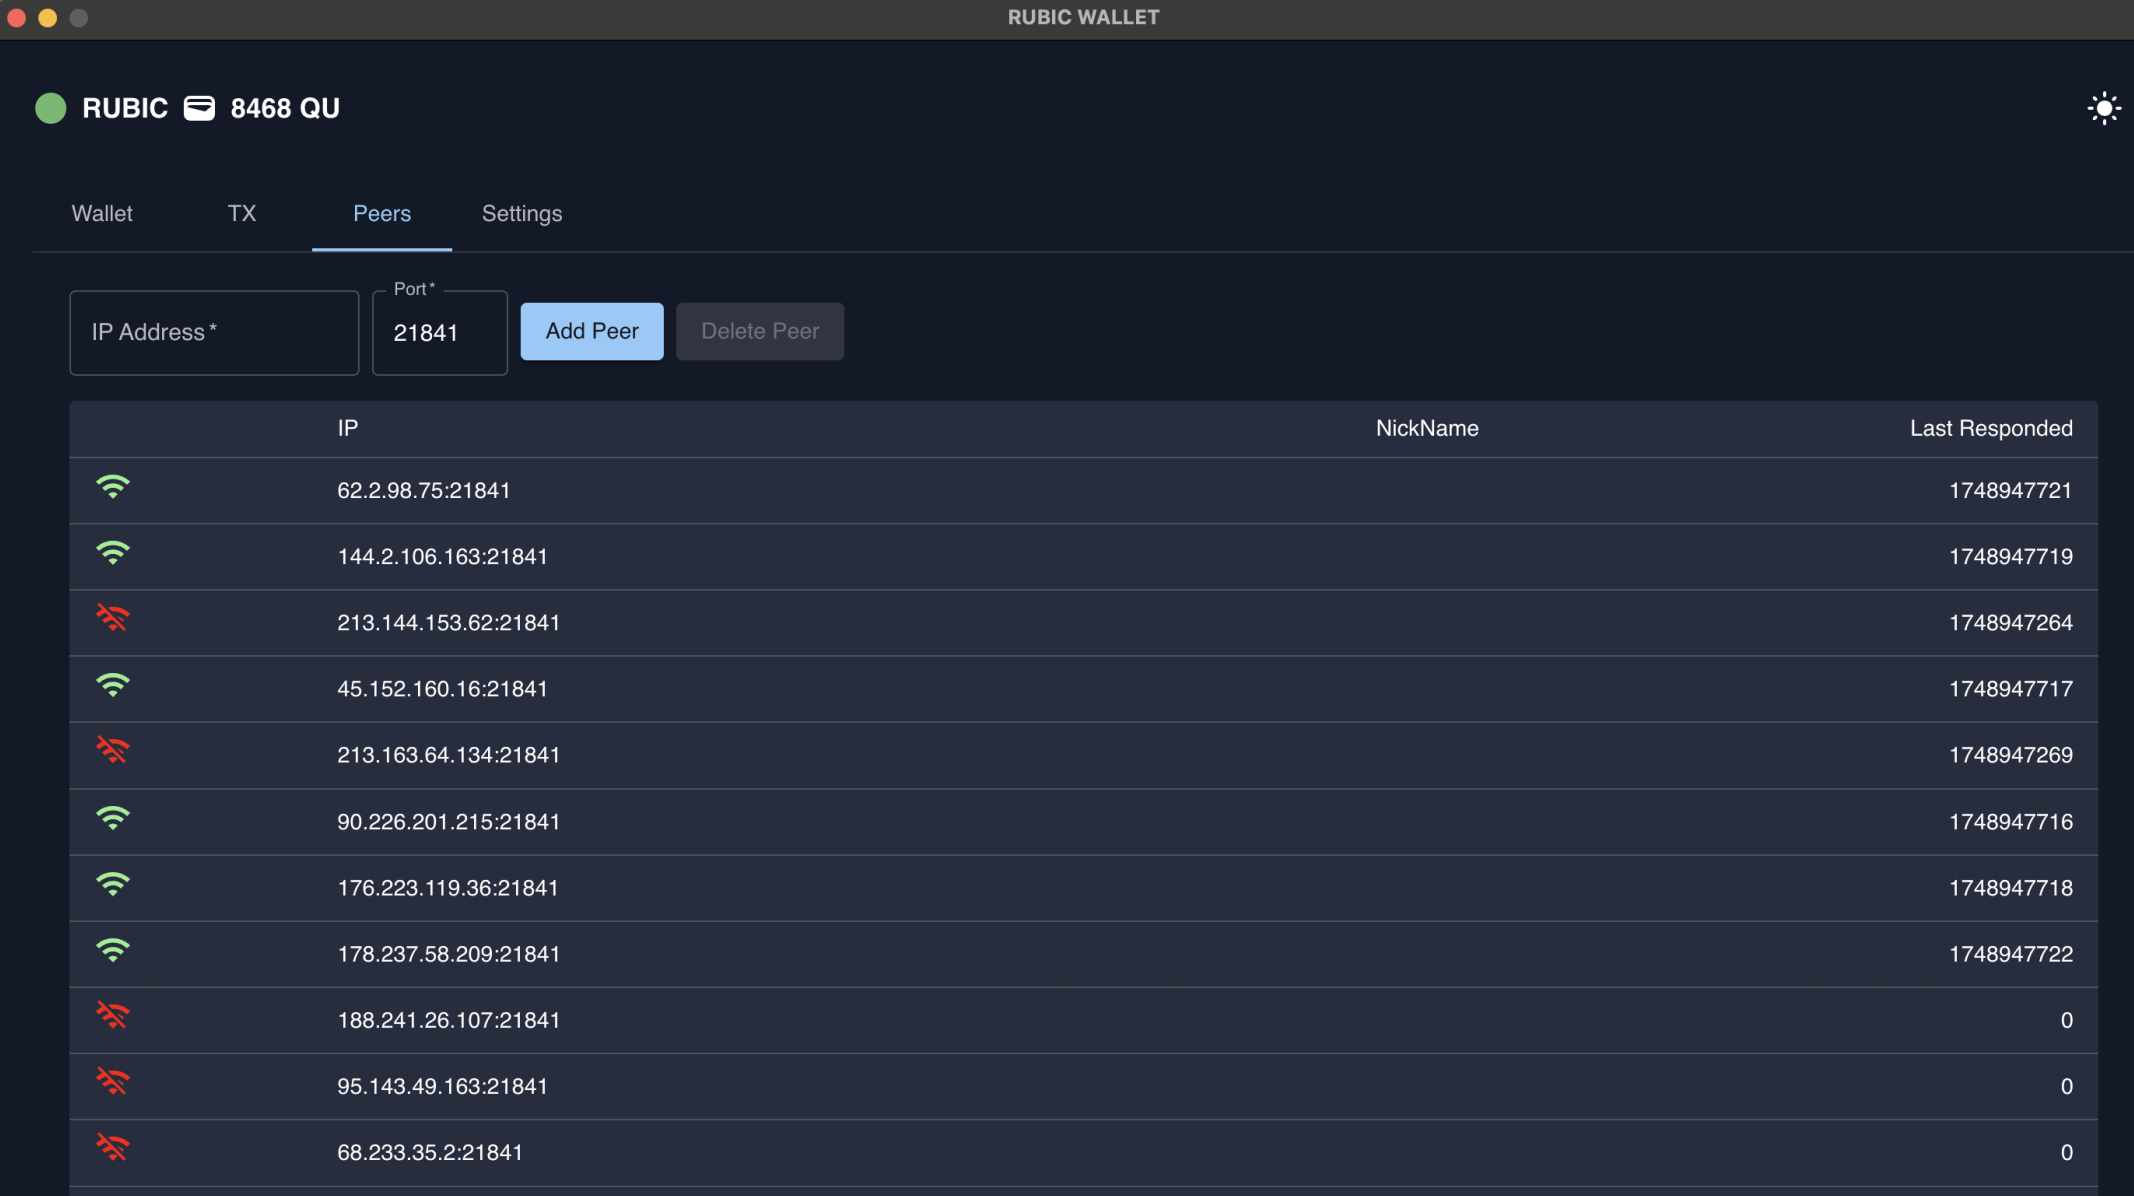 RUBIC WALLET
RUBIC 8468 QU
Wallet TX Peers Settings
Port *
IP Address * 21841 Add Peer Delete Peer
IP NickName Last Responded
62.2.98.75:21841 1748947721
144.2.106.163:21841 1748947719
213.144.153.62:21841 1748947264
45.152.160.16:21841 1748947717
213.163.64.134:21841 1748947269
90.226.201.215:21841 1748947716
176.223.119.36:21841 1748947718
178.237.58.209:21841 1748947722
188.241.26.107:21841 0
95.143.49.163:21841 0
68.233.35.2:21841 0